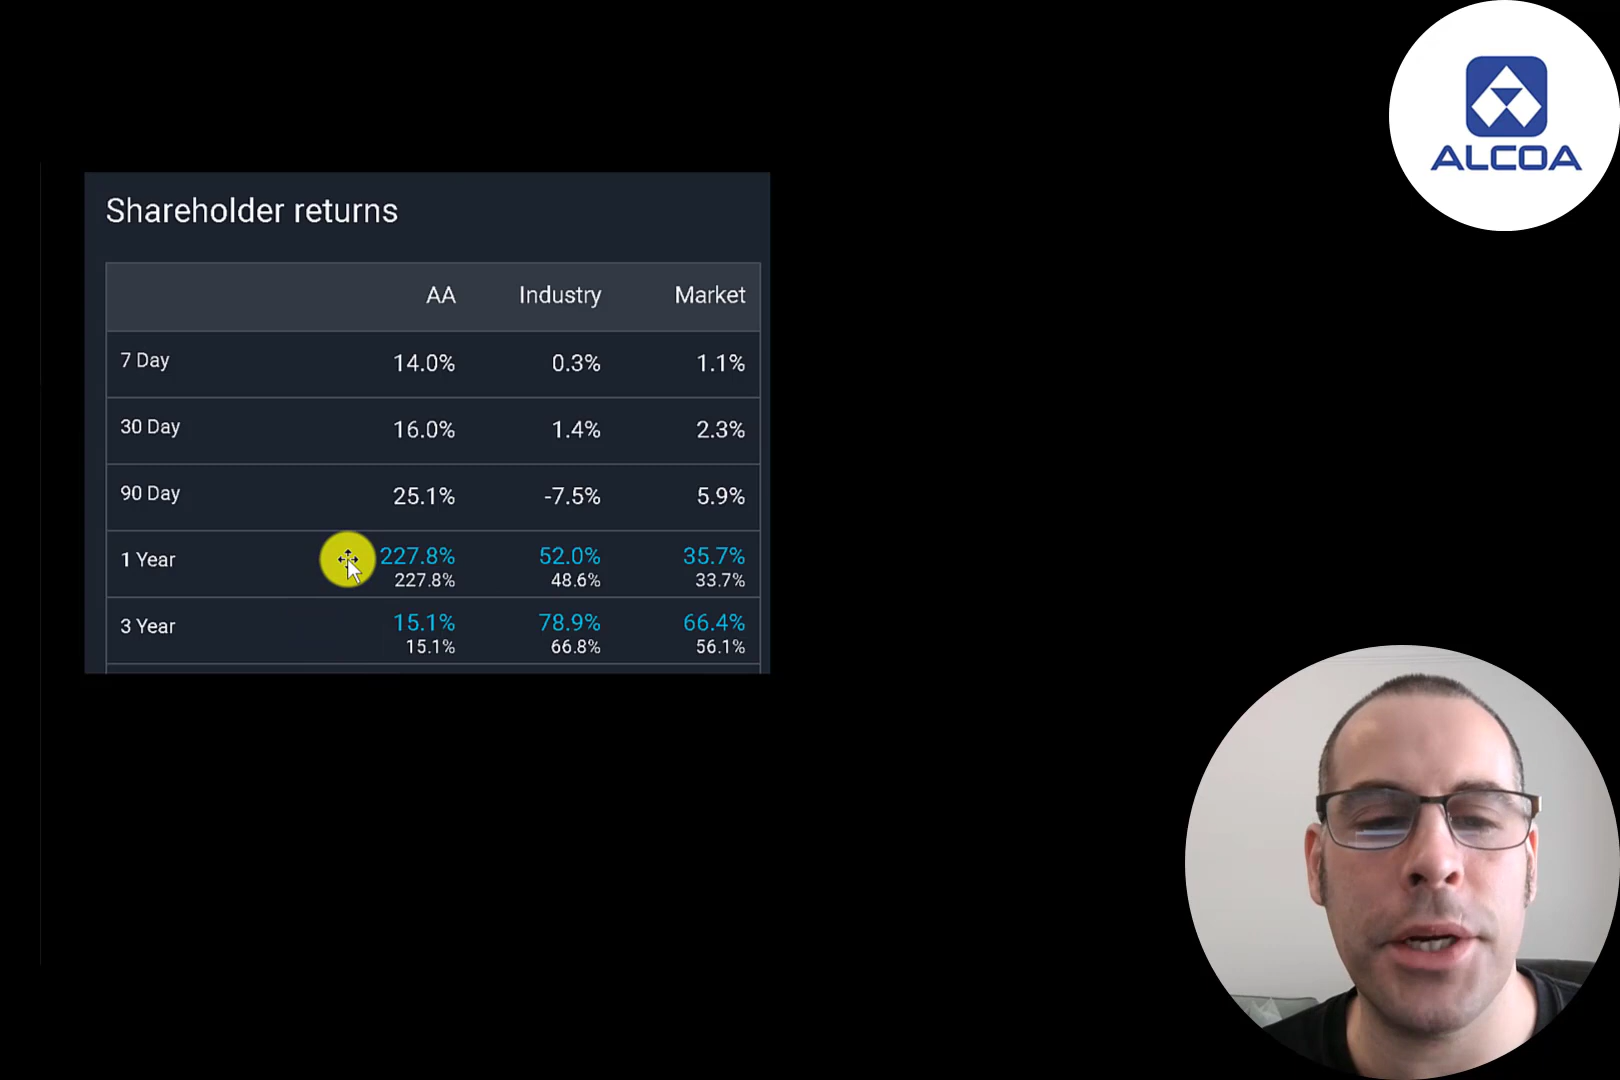 ALCOA
Shareholder returns
AA Industry Market
7 Day 14.0% 0.3% 1.1%
30 Day 16.0% 1.4% 2.3%
90 Day 25.1% -7.5% 5.9%
1 Year 227.8% 52.0% 35.7%
227.8% 48.6% 33.7%
3 Year 15.1% 78.9% 66.4%
15.1% 66.8% 56.1%